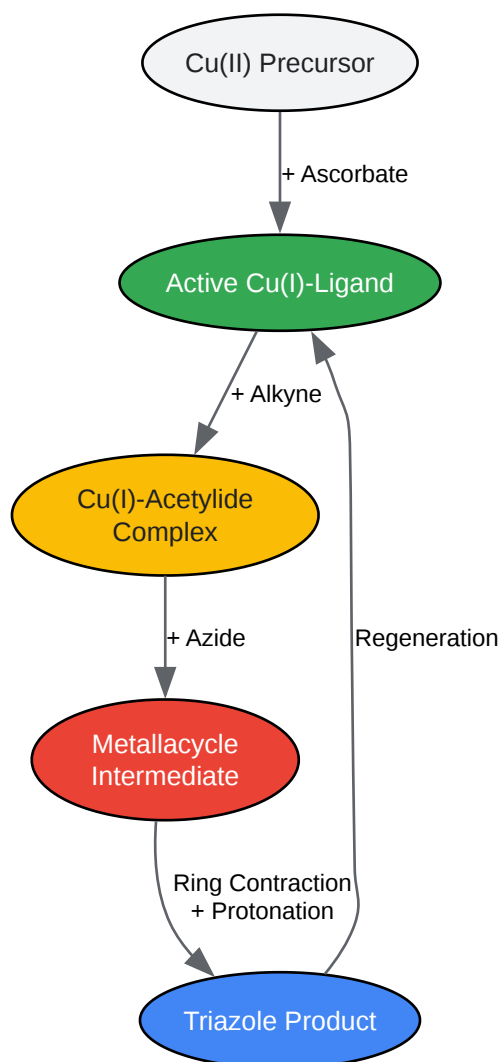 Cu(II) Precursor
+ Ascorbate
Active Cu(I)-Ligand
+ Alkyne
Cu(I)-Acetylide
Complex
+ Azide
Regeneration
Metallacycle
Intermediate
Ring Contraction
+ Protonation
Triazole Product